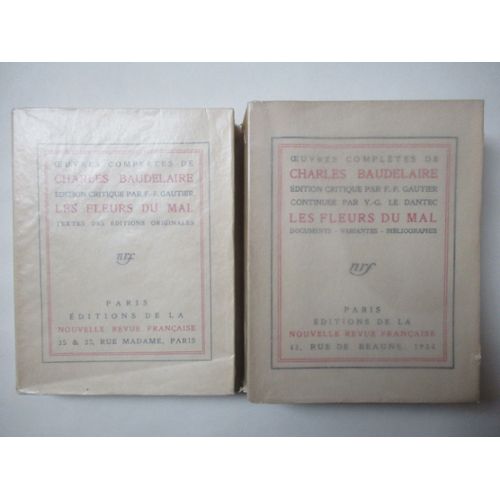 ŒUVRES COMPLÈTES DE
CHARLES BAUDELAIRE
ÉDITION CRITIQUE PAR F.-F. GAUTIER
LES FLEURS DU MAL
TEXTES DES ÉDITIONS ORIGINALES
nrf
PARIS
ÉDITIONS DE LA
NOUVELLE REVUE FRANÇAISE
35 & 37, RUE MADAME, PARIS
ŒUVRES COMPLÈTES DE
CHARLES BAUDELAIRE
ÉDITION CRITIQUE PAR F.-F. GAUTIER
CONTINUÉE PAR Y.-G. LE DANTEC
LES FLEURS DU MAL
DOCUMENTS - VARIANTES - BIBLIOGRAPHIE
nrf
PARIS
ÉDITIONS DE LA
NOUVELLE REVUE FRANÇAISE
43, RUE DE BEAUNE, 1934